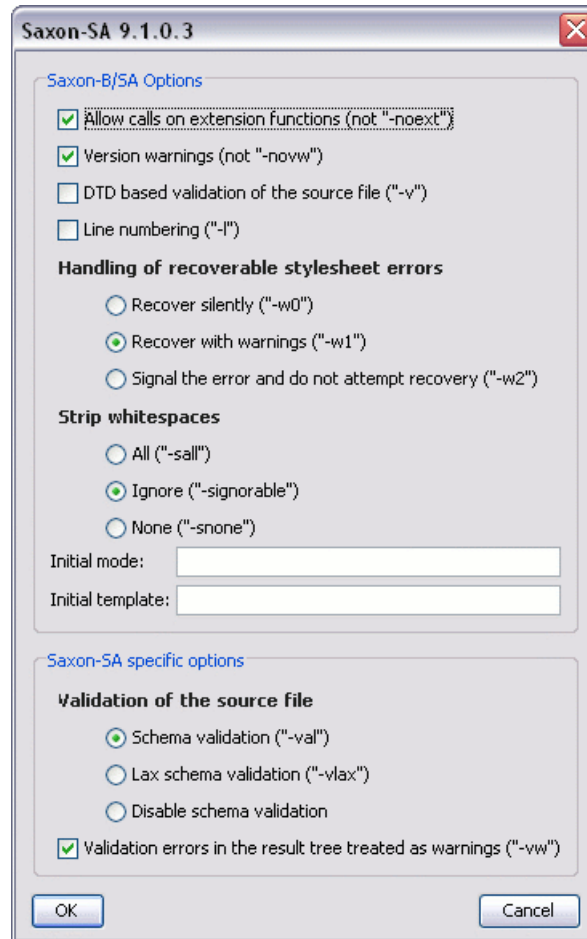 Saxon-SA 9.1.0.3
Saxon-B/SA Options
Allow calls on extension functions (not "-noext")
Version warnings (not "-novw")
DTD based validation of the source file ("-v")
Line numbering ("-l")
Handling of recoverable stylesheet errors
Recover silently ("-w0")
Recover with warnings ("-w1")
Signal the error and do not attempt recovery ("-w2")
Strip whitespaces
All ("-sall")
Ignore ("-signorable")
None ("-snone")
Initial mode:
Initial template:
Saxon-SA specific options
Validation of the source file
Schema validation ("-val")
Lax schema validation ("-vlax")
Disable schema validation
Validation errors in the result tree treated as warnings ("-vw")
OK
Cancel